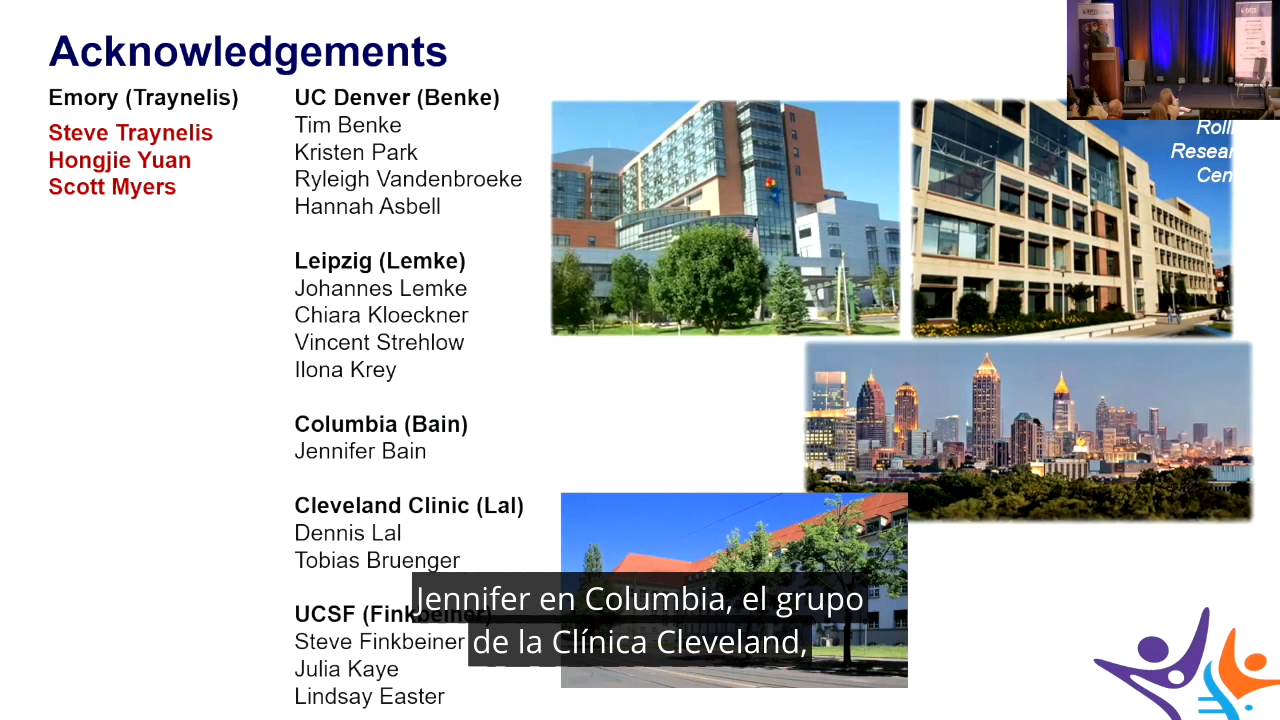 Acknowledgements
Emory (Traynelis)
Steve Traynelis
Hongjie Yuan
Scott Myers
UC Denver (Benke)
Tim Benke
Kristen Park
Ryleigh Vandenbroeke
Hannah Asbell
Leipzig (Lemke)
Johannes Lemke
Chiara Kloeckner
Vincent Strehlow
Ilona Krey
Columbia (Bain)
Jennifer Bain
Cleveland Clinic (Lal)
Dennis Lal
Tobias Bruenger
UCSF (Finkbeiner)
Steve Finkbeiner
Julia Kaye
Lindsay Easter
Jennifer en Columbia, el grupo
de la Clínica Cleveland,